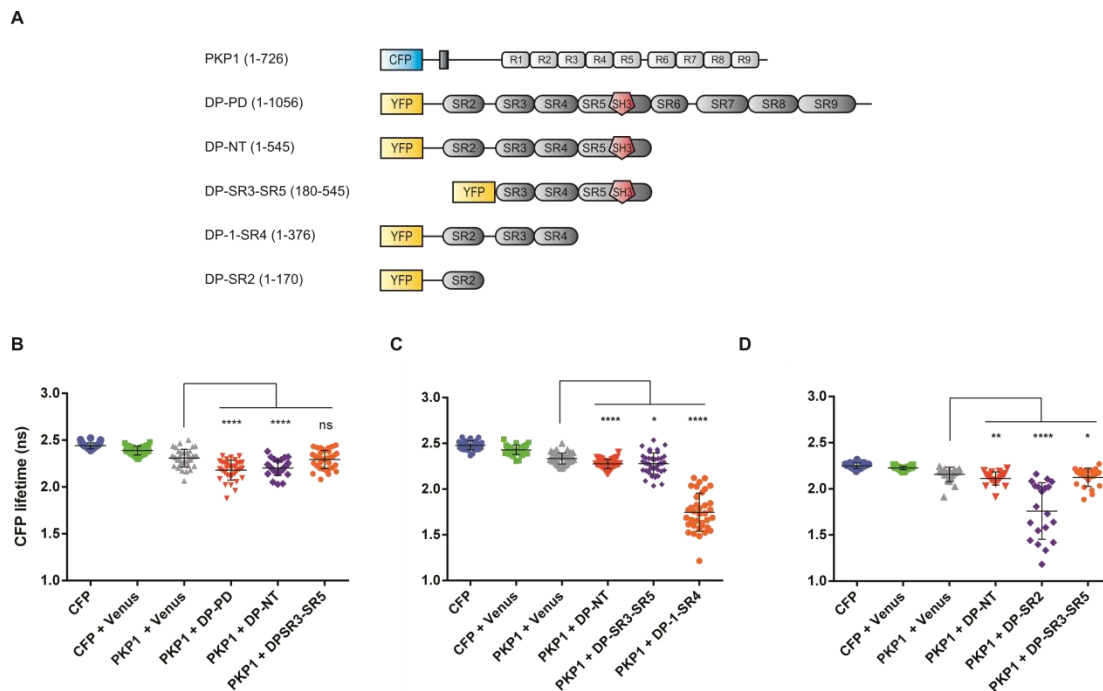 A
PKP1 (1-726) CFP R1 R2 R3 R4 R5 R6 R7 R8 R9
DP-PD (1-1056) YFP SR2 SR3 SR4 SR5 SH3 SR6 SR7 SR8 SR9
DP-NT (1-545) YFP SR2 SR3 SR4 SR5 SH3
DP-SR3-SR5 (180-545) YFP SR3 SR4 SR5 SH3
DP-1-SR4 (1-376) YFP SR2 SR3 SR4
DP-SR2 (1-170) YFP SR2
B
CFP lifetime (ns)
3.0
2.5
2.0
1.5
1.0
**** **** ns
CFP
CFP + Venus
PKP1 + Venus
PKP1 + DP-PD
PKP1 + DP-NT
PKP1 + DPSR3-SR5
C
3.0
2.5
2.0
1.5
1.0
**** * ****
CFP
CFP + Venus
PKP1 + Venus
PKP1 + DP-NT
PKP1 + DP-SR3-SR5
PKP1 + DP-1-SR4
D
3.0
2.5
2.0
1.5
1.0
** **** *
CFP
CFP + Venus
PKP1 + Venus
PKP1 + DP-NT
PKP1 + DP-SR2
PKP1 + DP-SR3-SR5